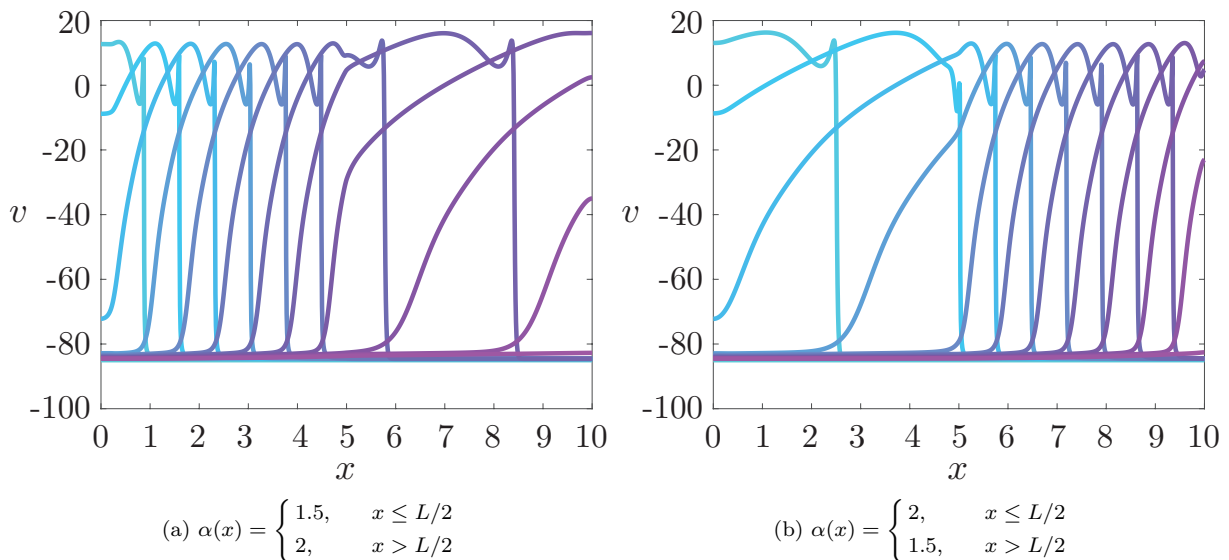 20
0
-20
-40
-60
-80
-100
v
0 1 2 3 4 5 6 7 8 9 10
x
20
0
-20
-40
-60
-80
-100
v
0 1 2 3 4 5 6 7 8 9 10
x
(a) α(x) = { 1.5, x ≤ L/2
2, x > L/2
(b) α(x) = { 2, x ≤ L/2
1.5, x > L/2